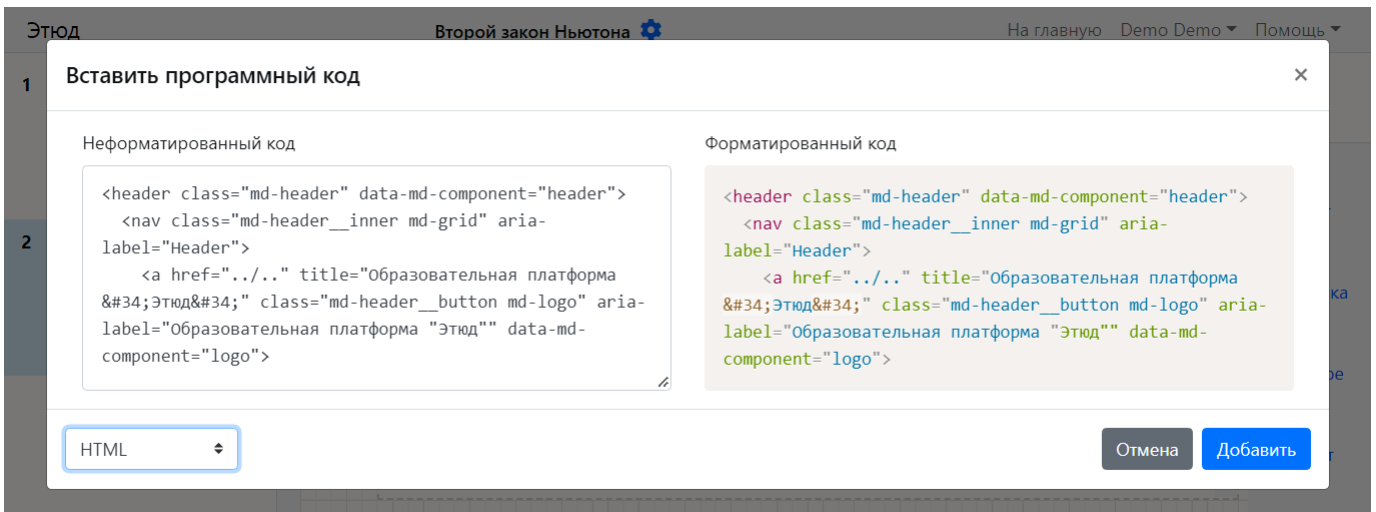 Этюд Второй закон Ньютона На главную Demo Demo Помощь
Вставить программный код ×
1
Неформатированный код
<header class="md-header" data-md-component="header">
<nav class="md-header__inner md-grid" aria-
label="Header">
<a href="../.." title="Образовательная платформа
&#34;Этюд&#34;" class="md-header__button md-logo" aria-
label="Образовательная платформа "Этюд"" data-md-
component="logo">
Форматированный код
<header class="md-header" data-md-component="header">
<nav class="md-header__inner md-grid" aria-
label="Header">
<a href="../.." title="Образовательная платформа
&#34;Этюд&#34;" class="md-header__button md-logo" aria-
label="Образовательная платформа "Этюд"" data-md-
component="logo">
2
HTML
Отмена Добавить